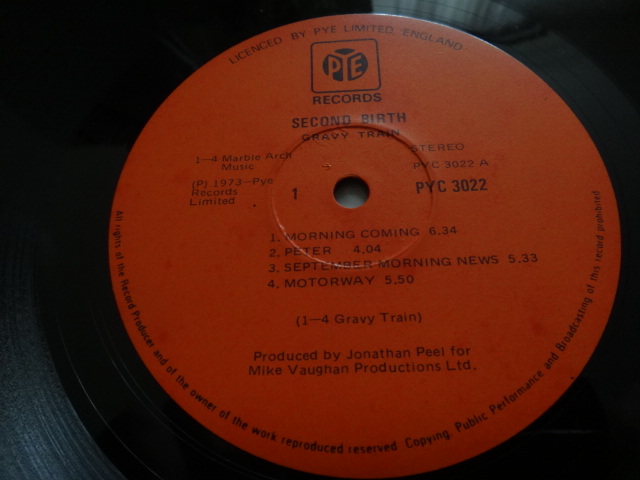 LICENCED BY PYE LIMITED, ENGLAND
PYE
RECORDS
SECOND BIRTH
GRAVY TRAIN
1—4 Marble Arch
Music
(P) 1973—Pye
Records
Limited
1
STEREO
PYC 3022 A
PYC 3022
1. MORNING COMING 6.34
2. PETER 4.04
3. SEPTEMBER MORNING NEWS 5.33
4. MOTORWAY 5.50
(1—4 Gravy Train)
Produced by Jonathan Peel for
Mike Vaughan Productions Ltd.
All rights of the Record Producer and of the owner of the work reproduced reserved Copying, Public Performance and Broadcasting of this record prohibited